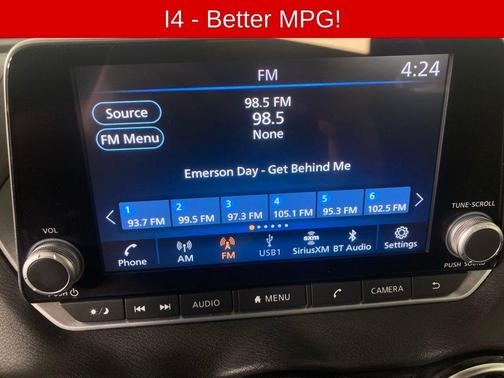 I4 - Better MPG!
FM
4:24
Source
98.5 FM
98.5
FM Menu
None
Emerson Day - Get Behind Me
1 2 3 4 5 6
93.7 FM 99.5 FM 97.3 FM 105.1 FM 95.3 FM 102.5 FM
VOL
TUNE·SCROLL
Phone AM FM USB1 SiriusXM BT Audio Settings
sxm
PUSH
PUSH SOUND
AUDIO MENU CAMERA